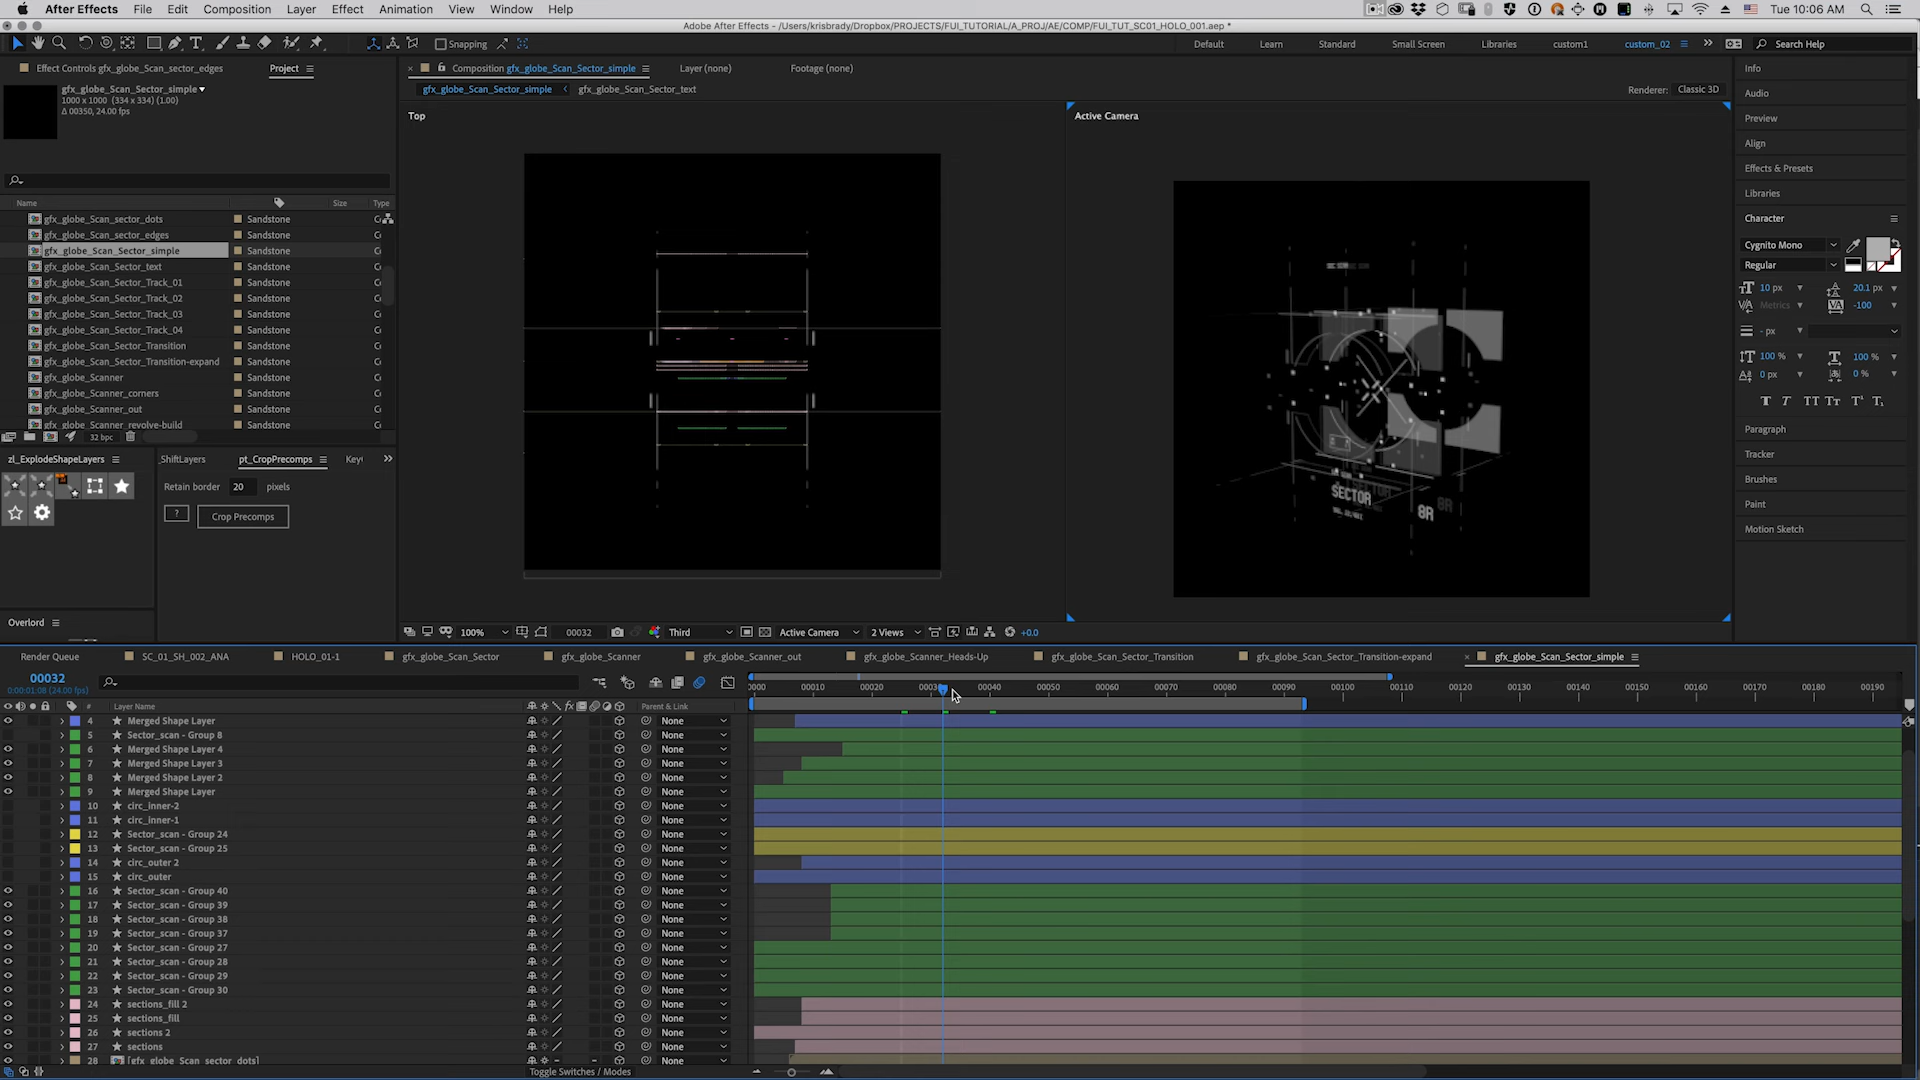 After Effects File Edit Composition Layer Effect Animation View Window Help
Tue 10:06 AM
Adobe After Effects - /Users/krisbrady/Dropbox/PROJECTS/FUI_TUTORIAL/A_PROJ/AE/COMP/FUI_TUT_SC01_HOLO_001.aep *
Snapping
Default Learn Standard Small Screen Libraries custom1 custom_02 Search Help
Effect Controls gfx_globe_Scan_sector_edges Project
Composition gfx_globe_Scan_Sector_simple Layer (none) Footage (none)
gfx_globe_Scan_Sector_simple
1000 x 1000 (334 x 334) (1.00)
Δ 00350, 24.00 fps
gfx_globe_Scan_Sector_simple gfx_globe_Scan_Sector_text
Renderer: Classic 3D
Top
Active Camera
Name Size Type
gfx_globe_Scan_sector_dots Sandstone
gfx_globe_Scan_sector_edges Sandstone
gfx_globe_Scan_Sector_simple Sandstone
gfx_globe_Scan_Sector_text Sandstone
gfx_globe_Scan_Sector_Track_01 Sandstone
gfx_globe_Scan_Sector_Track_02 Sandstone
gfx_globe_Scan_Sector_Track_03 Sandstone
gfx_globe_Scan_Sector_Track_04 Sandstone
gfx_globe_Scan_Sector_Transition Sandstone
gfx_globe_Scan_Sector_Transition-expand Sandstone
gfx_globe_Scanner Sandstone
gfx_globe_Scanner_corners Sandstone
gfx_globe_Scanner_out Sandstone
gfx_globe_Scanner_revolve-build Sandstone
32 bpc
zl_ExplodeShapeLayers ShiftLayers pt_CropPrecomps
Retain border 20 pixels
? Crop Precomps
Overlord
SECTOR
8R 8R
Info
Audio
Preview
Align
Effects & Presets
Libraries
Character
Cygnito Mono
Regular
10 px 20.1 px
Metrics -100
- px
100 % 100 %
0 px 0 %
T T TT Tt T¹ T₁
Paragraph
Tracker
Brushes
Paint
Motion Sketch
100% 00032 Third Active Camera 2 Views +0.0
Render Queue SC_01_SH_002_ANA HOLO_01-1 gfx_globe_Scan_Sector gfx_globe_Scanner gfx_globe_Scanner_out gfx_globe_Scanner_Heads-Up gfx_globe_Scan_Sector_Transition gfx_globe_Scan_Sector_Transition-expand gfx_globe_Scan_Sector_simple
00032
0:00:01:08 (24.00 fps)
00010 00020 00040 00050 00060 00070 00080 00090 00100 00110 00120 00130 00140 00150 00160 00170 00180 00190
# Layer Name Parent & Link
4 Merged Shape Layer None
5 Sector_scan - Group 8 None
6 Merged Shape Layer 4 None
7 Merged Shape Layer 3 None
8 Merged Shape Layer 2 None
9 Merged Shape Layer None
10 circ_inner-2 None
11 circ_inner-1 None
12 Sector_scan - Group 24 None
13 Sector_scan - Group 25 None
14 circ_outer 2 None
15 circ_outer None
16 Sector_scan - Group 40 None
17 Sector_scan - Group 39 None
18 Sector_scan - Group 38 None
19 Sector_scan - Group 37 None
20 Sector_scan - Group 27 None
21 Sector_scan - Group 28 None
22 Sector_scan - Group 29 None
23 Sector_scan - Group 30 None
24 sections_fill 2 None
25 sections_fill None
26 sections 2 None
27 sections None
28 [gfx_globe_Scan_sector_dots] None
Toggle Switches / Modes